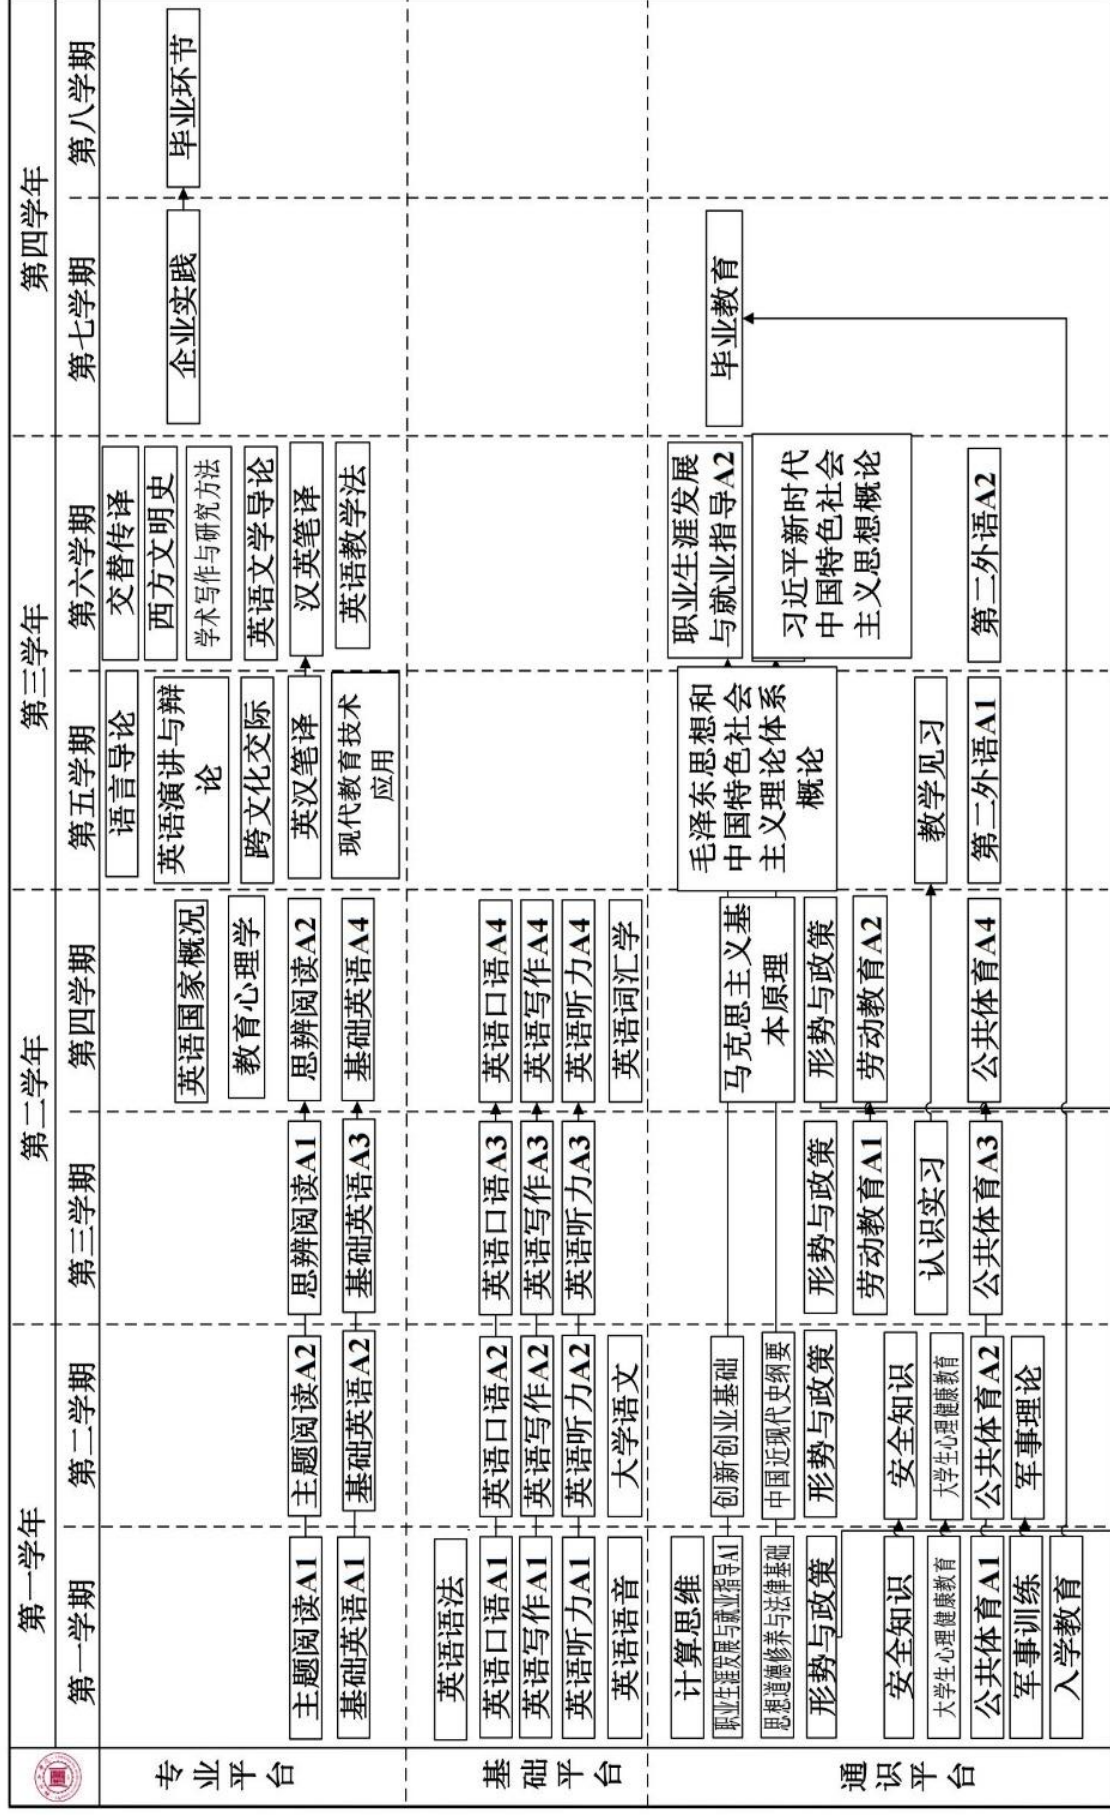 第一学年
第二学年
第三学年
第四学年
第一学期
第二学期
第三学期
第四学期
第五学期
第六学期
第七学期
第八学期
专业
平台
主题阅读A1
基础英语A1
主题阅读A2
基础英语A2
思辨阅读A1
基础英语A3
英语国家概况
教育心理学
思辨阅读A2
基础英语A4
语言导论
英语演讲与辩
论
跨文化交际
英汉笔译
现代教育技术
应用
交替传译
西方文明史
学术写作与研究方法
英语文学导论
汉英笔译
英语教学法
企业实践
毕业环节
基础
平台
英语语法
英语口语A1
英语写作A1
英语听力A1
英语语音
英语口语A2
英语写作A2
英语听力A2
大学语文
英语口语A3
英语写作A3
英语听力A3
英语口语A4
英语写作A4
英语听力A4
英语词汇学
通识
平台
计算思维
职业生涯发展与就业指导A1
思想道德修养与法律基础
形势与政策
安全知识
大学生心理健康教育
公共体育A1
军事训练
入学教育
创新创业基础
中国近现代史纲要
形势与政策
安全知识
大学生心理健康教育
公共体育A2
军事理论
形势与政策
劳动教育A1
认识实习
公共体育A3
马克思主义基
本原理
形势与政策
劳动教育A2
公共体育A4
毛泽东思想和
中国特色社会
主义理论体系
概论
教学见习
第二外语A1
职业生涯发展
与就业指导A2
习近平新时代
中国特色社会
主义思想概论
第二外语A2
毕业教育